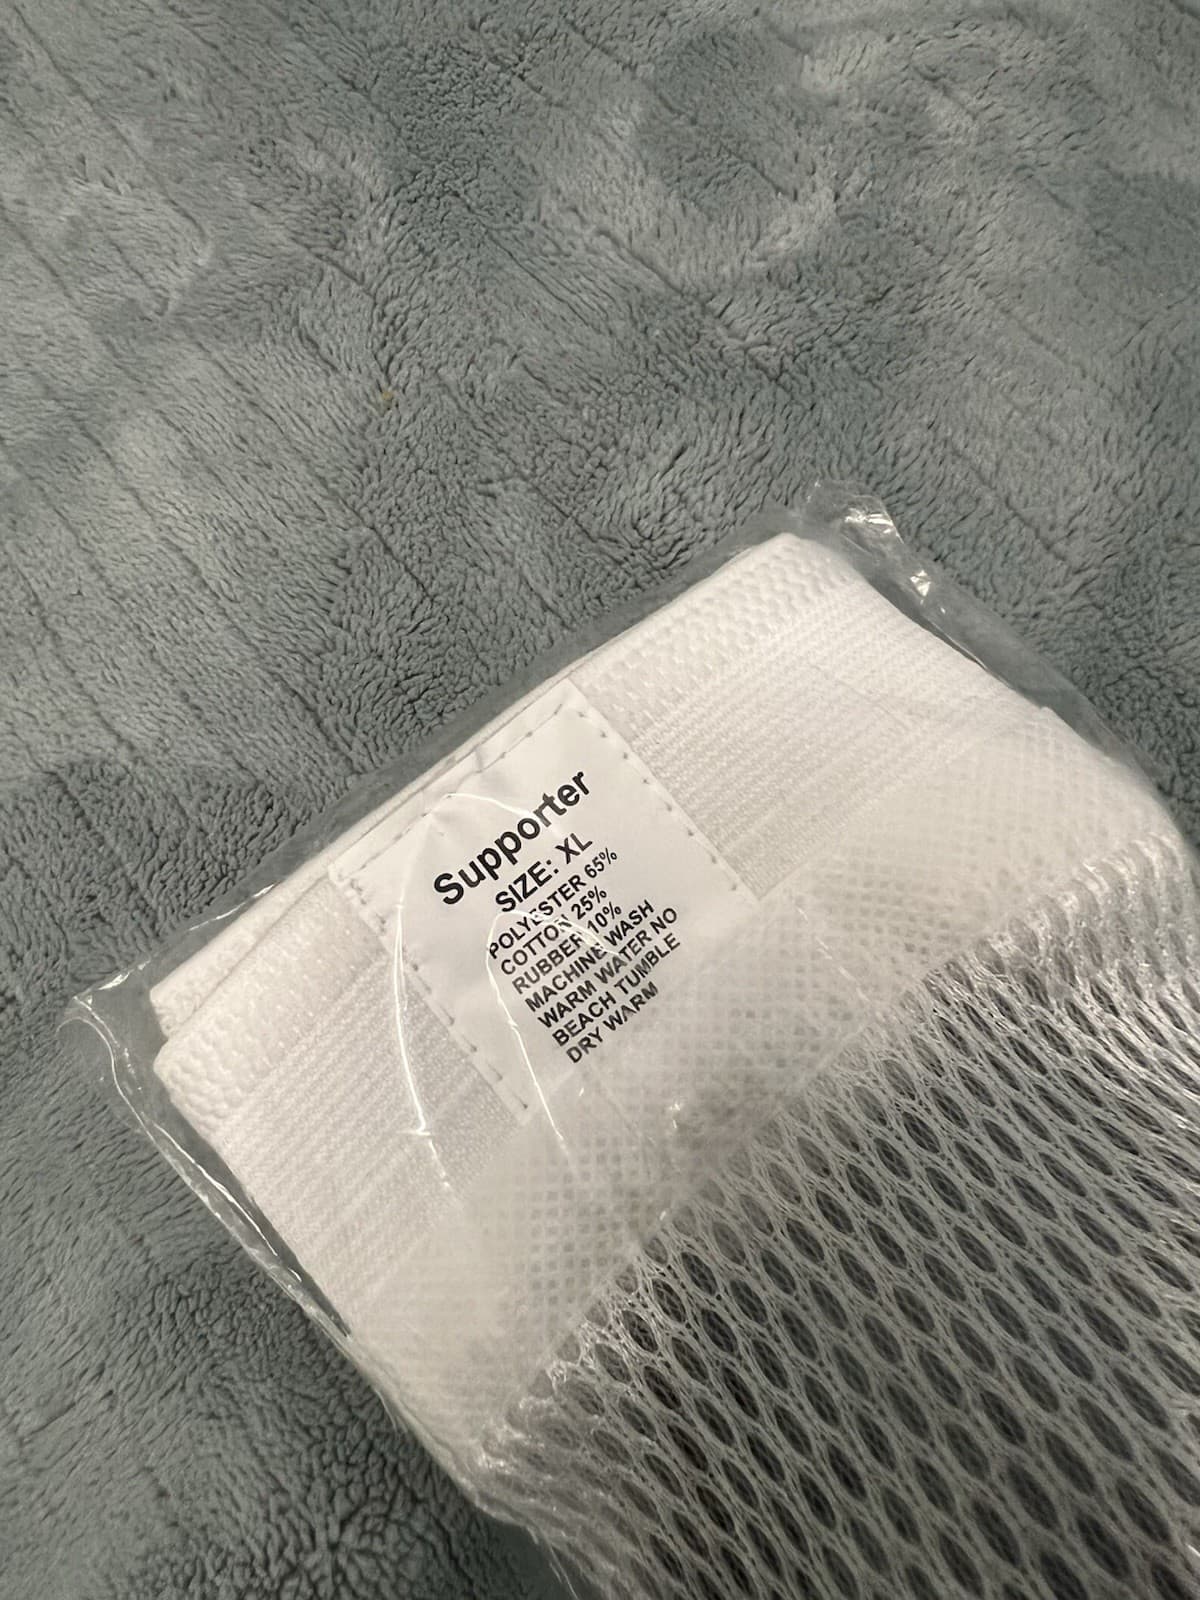 Supporter
SIZE: XL
POLYESTER 65%
COTTON 25%
RUBBER 10%
MACHINE WASH
WARM WATER NO
BEACH TUMBLE
DRY WARM